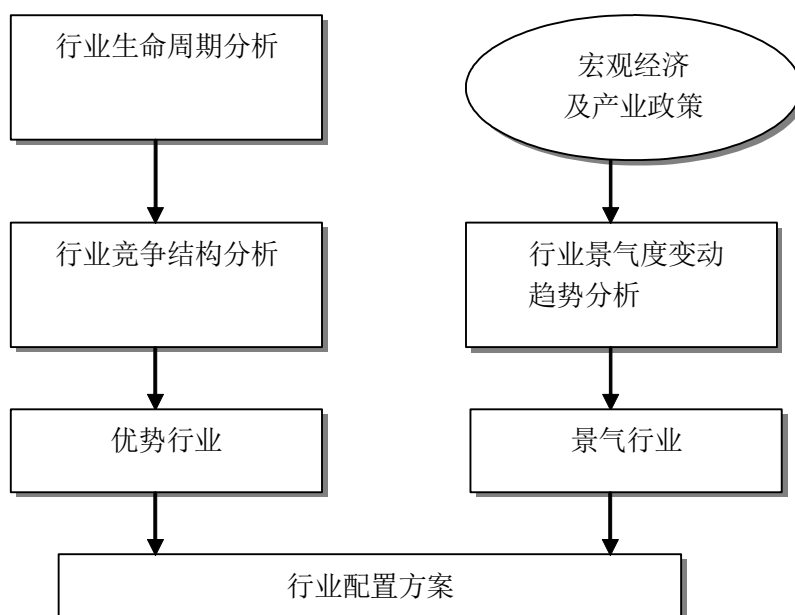 行业生命周期分析
宏观经济
及产业政策
行业竞争结构分析
行业景气度变动
趋势分析
优势行业
景气行业
行业配置方案